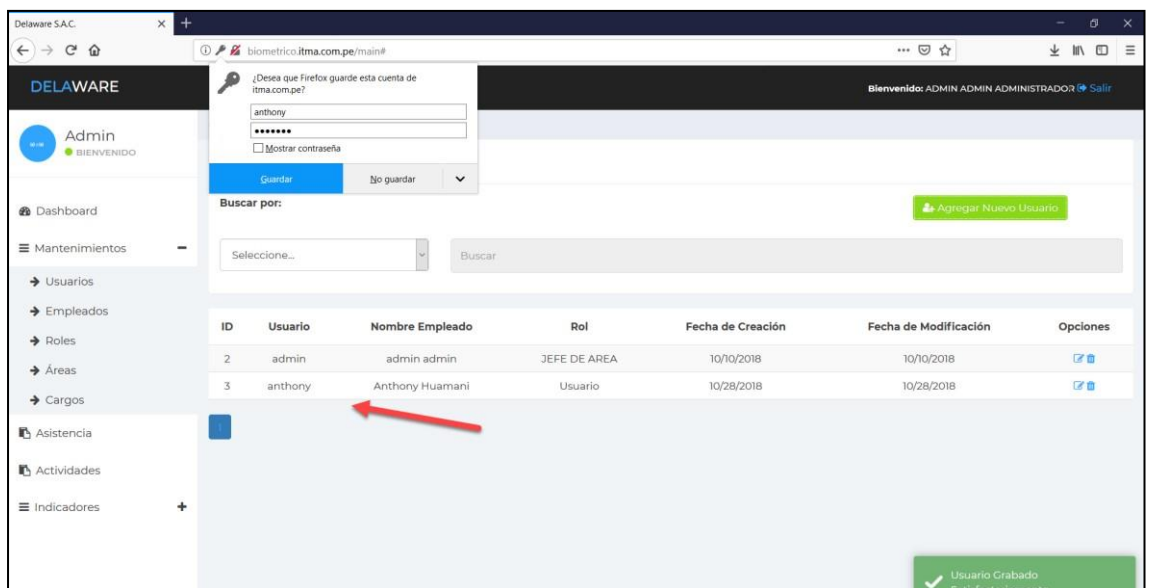 Delaware S.A.C.
biometrico.itma.com.pe/main#
DELAWARE
Bienvenido: ADMIN ADMIN ADMINISTRADOR Salir
¿Desea que Firefox guarde esta cuenta de
itma.com.pe?
anthony
Mostrar contraseña
Guardar No guardar
Admin
BIENVENIDO
Dashboard
Mantenimientos
Usuarios
Empleados
Roles
Áreas
Cargos
Asistencia
Actividades
Indicadores
Buscar por:
Agregar Nuevo Usuario
Seleccione... Buscar
ID Usuario Nombre Empleado Rol Fecha de Creación Fecha de Modificación Opciones
2 admin admin admin JEFE DE AREA 10/10/2018 10/10/2018
3 anthony Anthony Huamani Usuario 10/28/2018 10/28/2018
1
Usuario Grabado